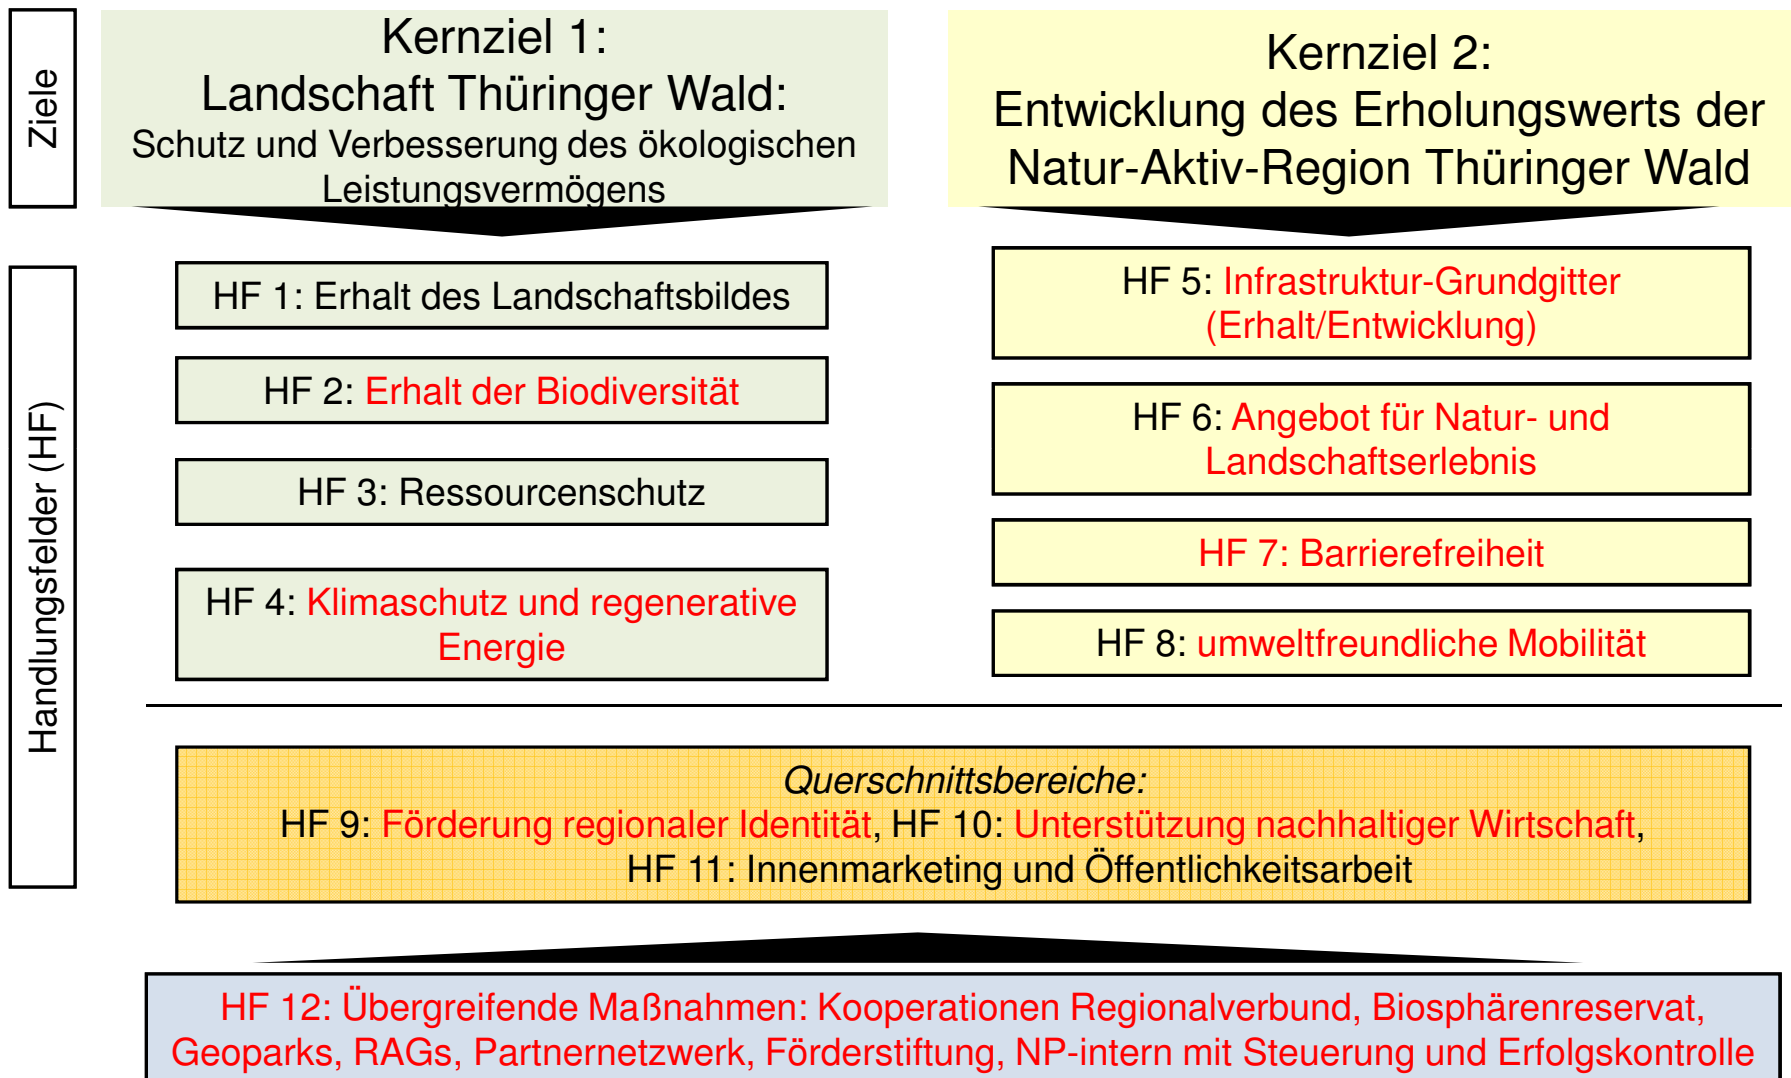 Ziele
Kernziel 1:
Landschaft Thüringer Wald:
Schutz und Verbesserung des ökologischen
Leistungsvermögens
Kernziel 2:
Entwicklung des Erholungswerts der
Natur-Aktiv-Region Thüringer Wald
Handlungsfelder (HF)
HF 1: Erhalt des Landschaftsbildes
HF 2: Erhalt der Biodiversität
HF 3: Ressourcenschutz
HF 4: Klimaschutz und regenerative
Energie
HF 5: Infrastruktur-Grundgitter
(Erhalt/Entwicklung)
HF 6: Angebot für Natur- und
Landschaftserlebnis
HF 7: Barrierefreiheit
HF 8: umweltfreundliche Mobilität
Querschnittsbereiche:
HF 9: Förderung regionaler Identität, HF 10: Unterstützung nachhaltiger Wirtschaft,
HF 11: Innenmarketing und Öffentlichkeitsarbeit
HF 12: Übergreifende Maßnahmen: Kooperationen Regionalverbund, Biosphärenreservat,
Geoparks, RAGs, Partnernetzwerk, Förderstiftung, NP-intern mit Steuerung und Erfolgskontrolle